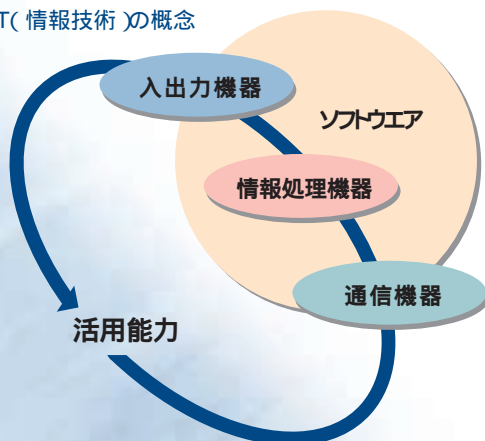 T(情報技術)の概念
入出力機器
ソフトウエア
情報処理機器
通信機器
活用能力